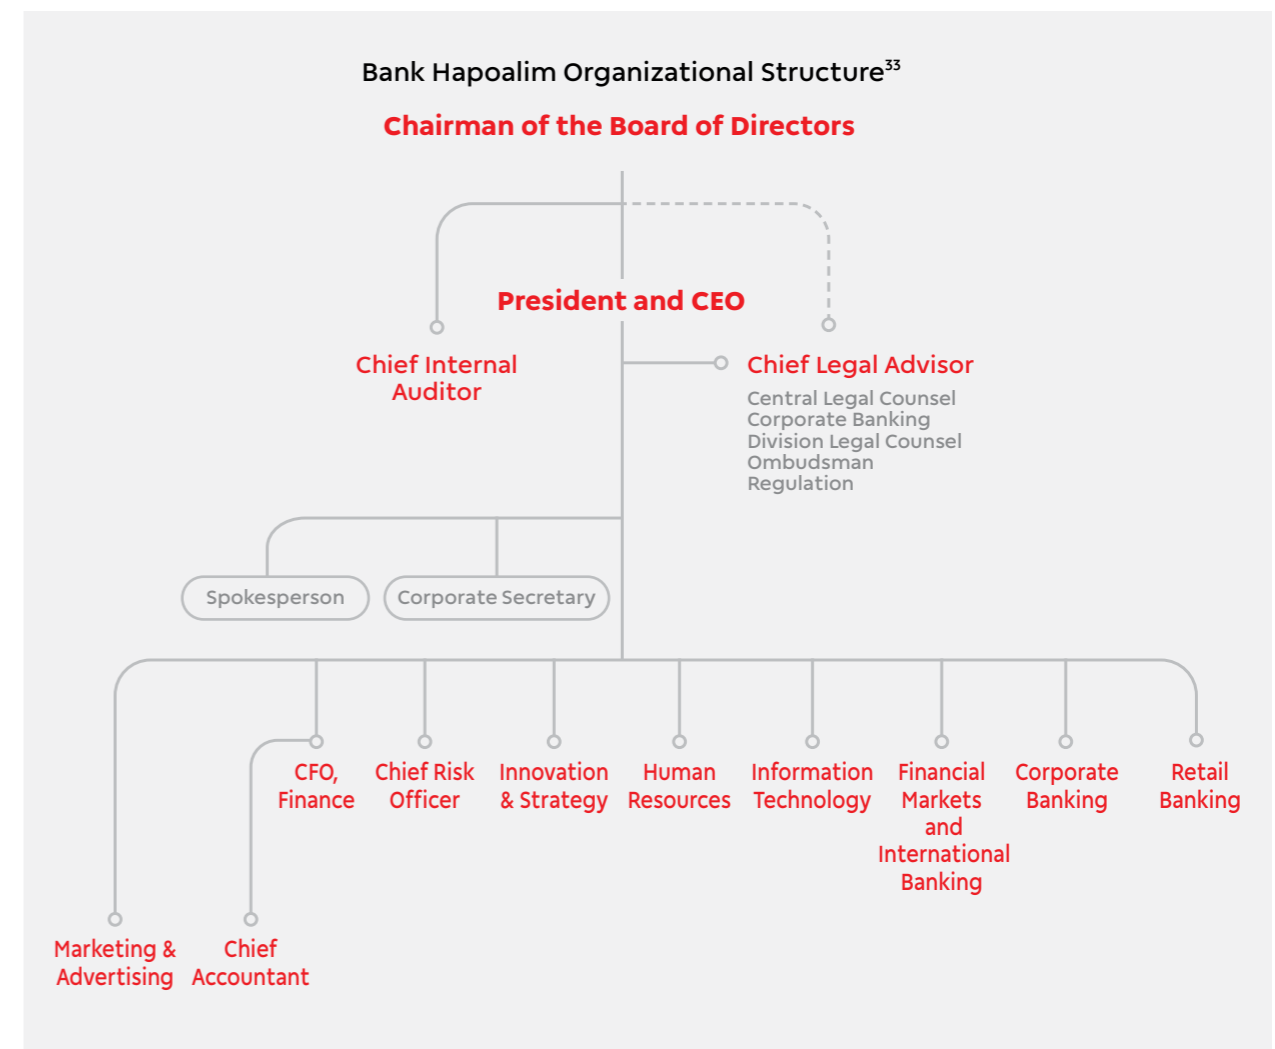 Bank Hapoalim Organizational Structure³³
Chairman of the Board of Directors
President and CEO
Chief Internal
Auditor
Chief Legal Advisor
Central Legal Counsel
Corporate Banking
Division Legal Counsel
Ombudsman
Regulation
Spokesperson
Corporate Secretary
CFO,
Finance
Chief Risk
Officer
Innovation
& Strategy
Human
Resources
Information
Technology
Financial
Markets
and
International
Banking
Corporate
Banking
Retail
Banking
Marketing &
Advertising
Chief
Accountant